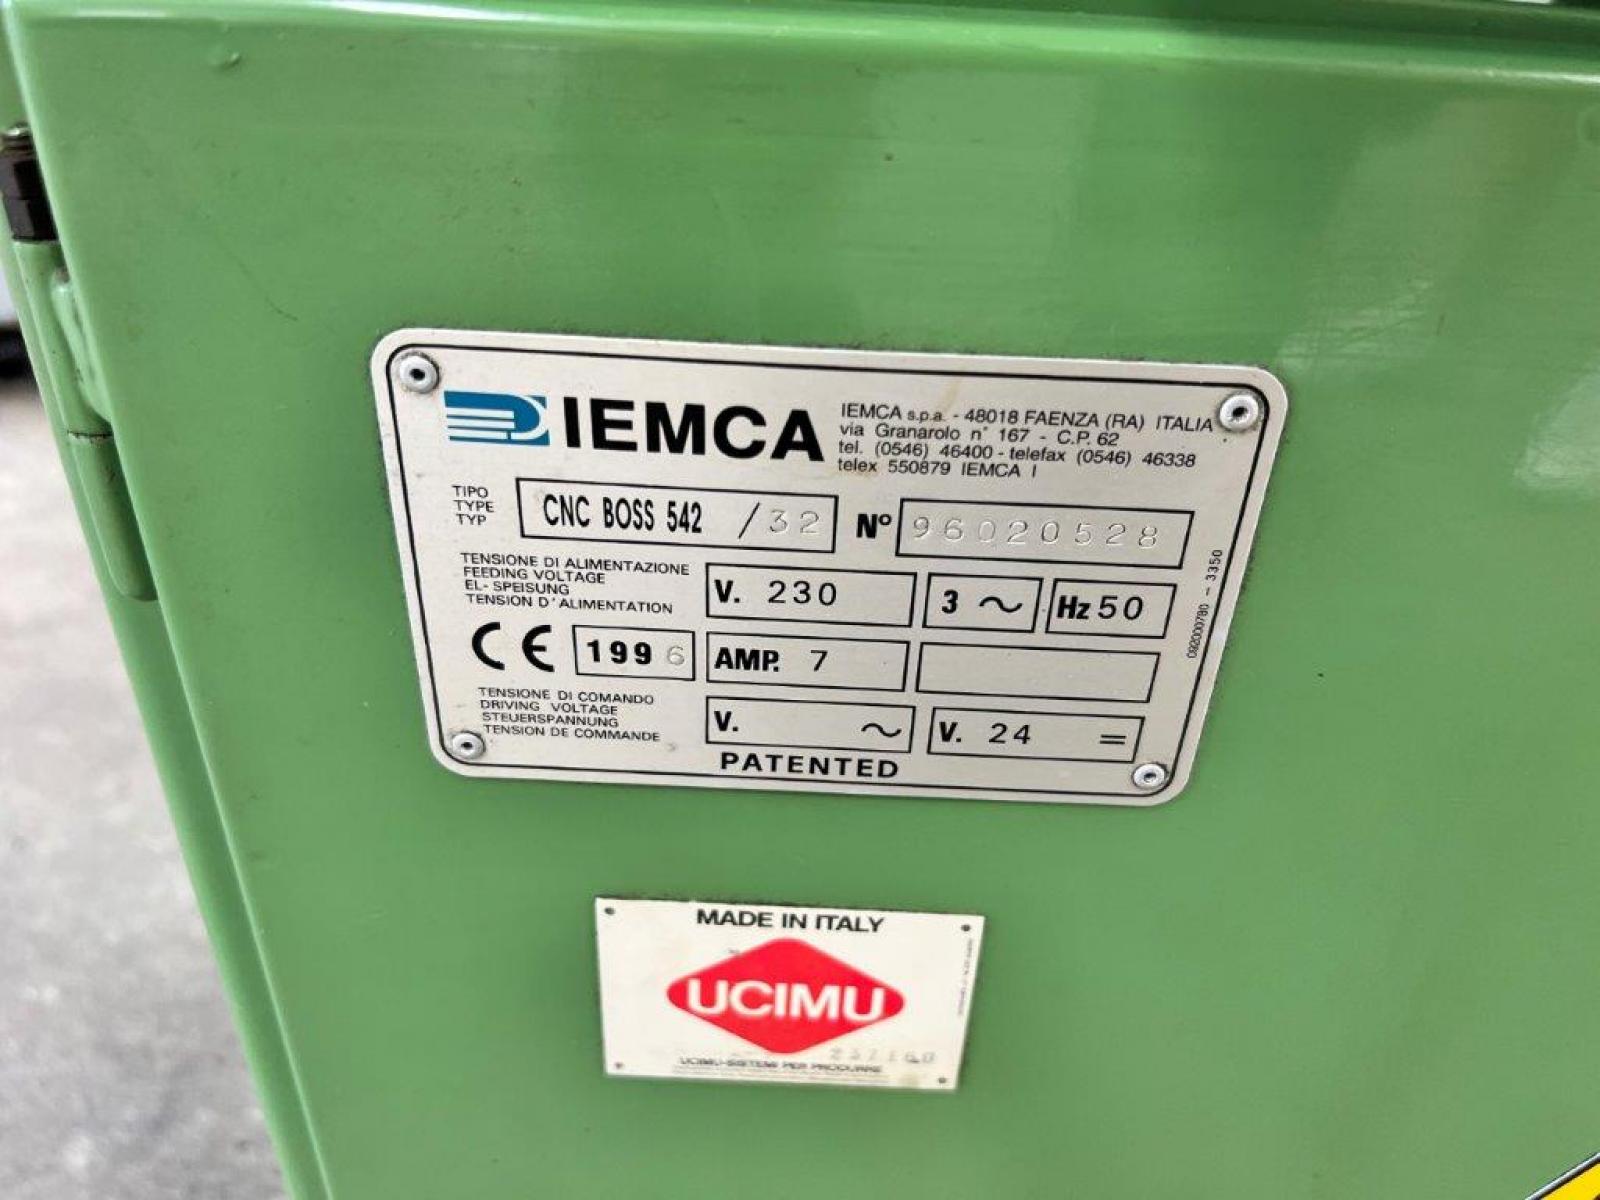 IEMCA
IEMCA s.p.a. - 48018 FAENZA (RA) ITALIA
via Granarolo n° 167 - C.P. 62
tel. (0546) 46400 - telefax (0546) 46338
telex 550879 IEMCA I
TIPO
TYPE
TYP
CNC BOSS 542 /32
N° 96020528
TENSIONE DI ALIMENTAZIONE
FEEDING VOLTAGE
EL-SPEISUNG
TENSION D'ALIMENTATION
V. 230
3 ~
Hz 50
CE 1996
AMP. 7
TENSIONE DI COMANDO
DRIVING VOLTAGE
STEUERSPANNUNG
TENSION DE COMMANDE
V. ~
V. 24 =
PATENTED
092000780 - 3350
MADE IN ITALY
UCIMU
UCIMU-SISTEMI PER PRODURRE